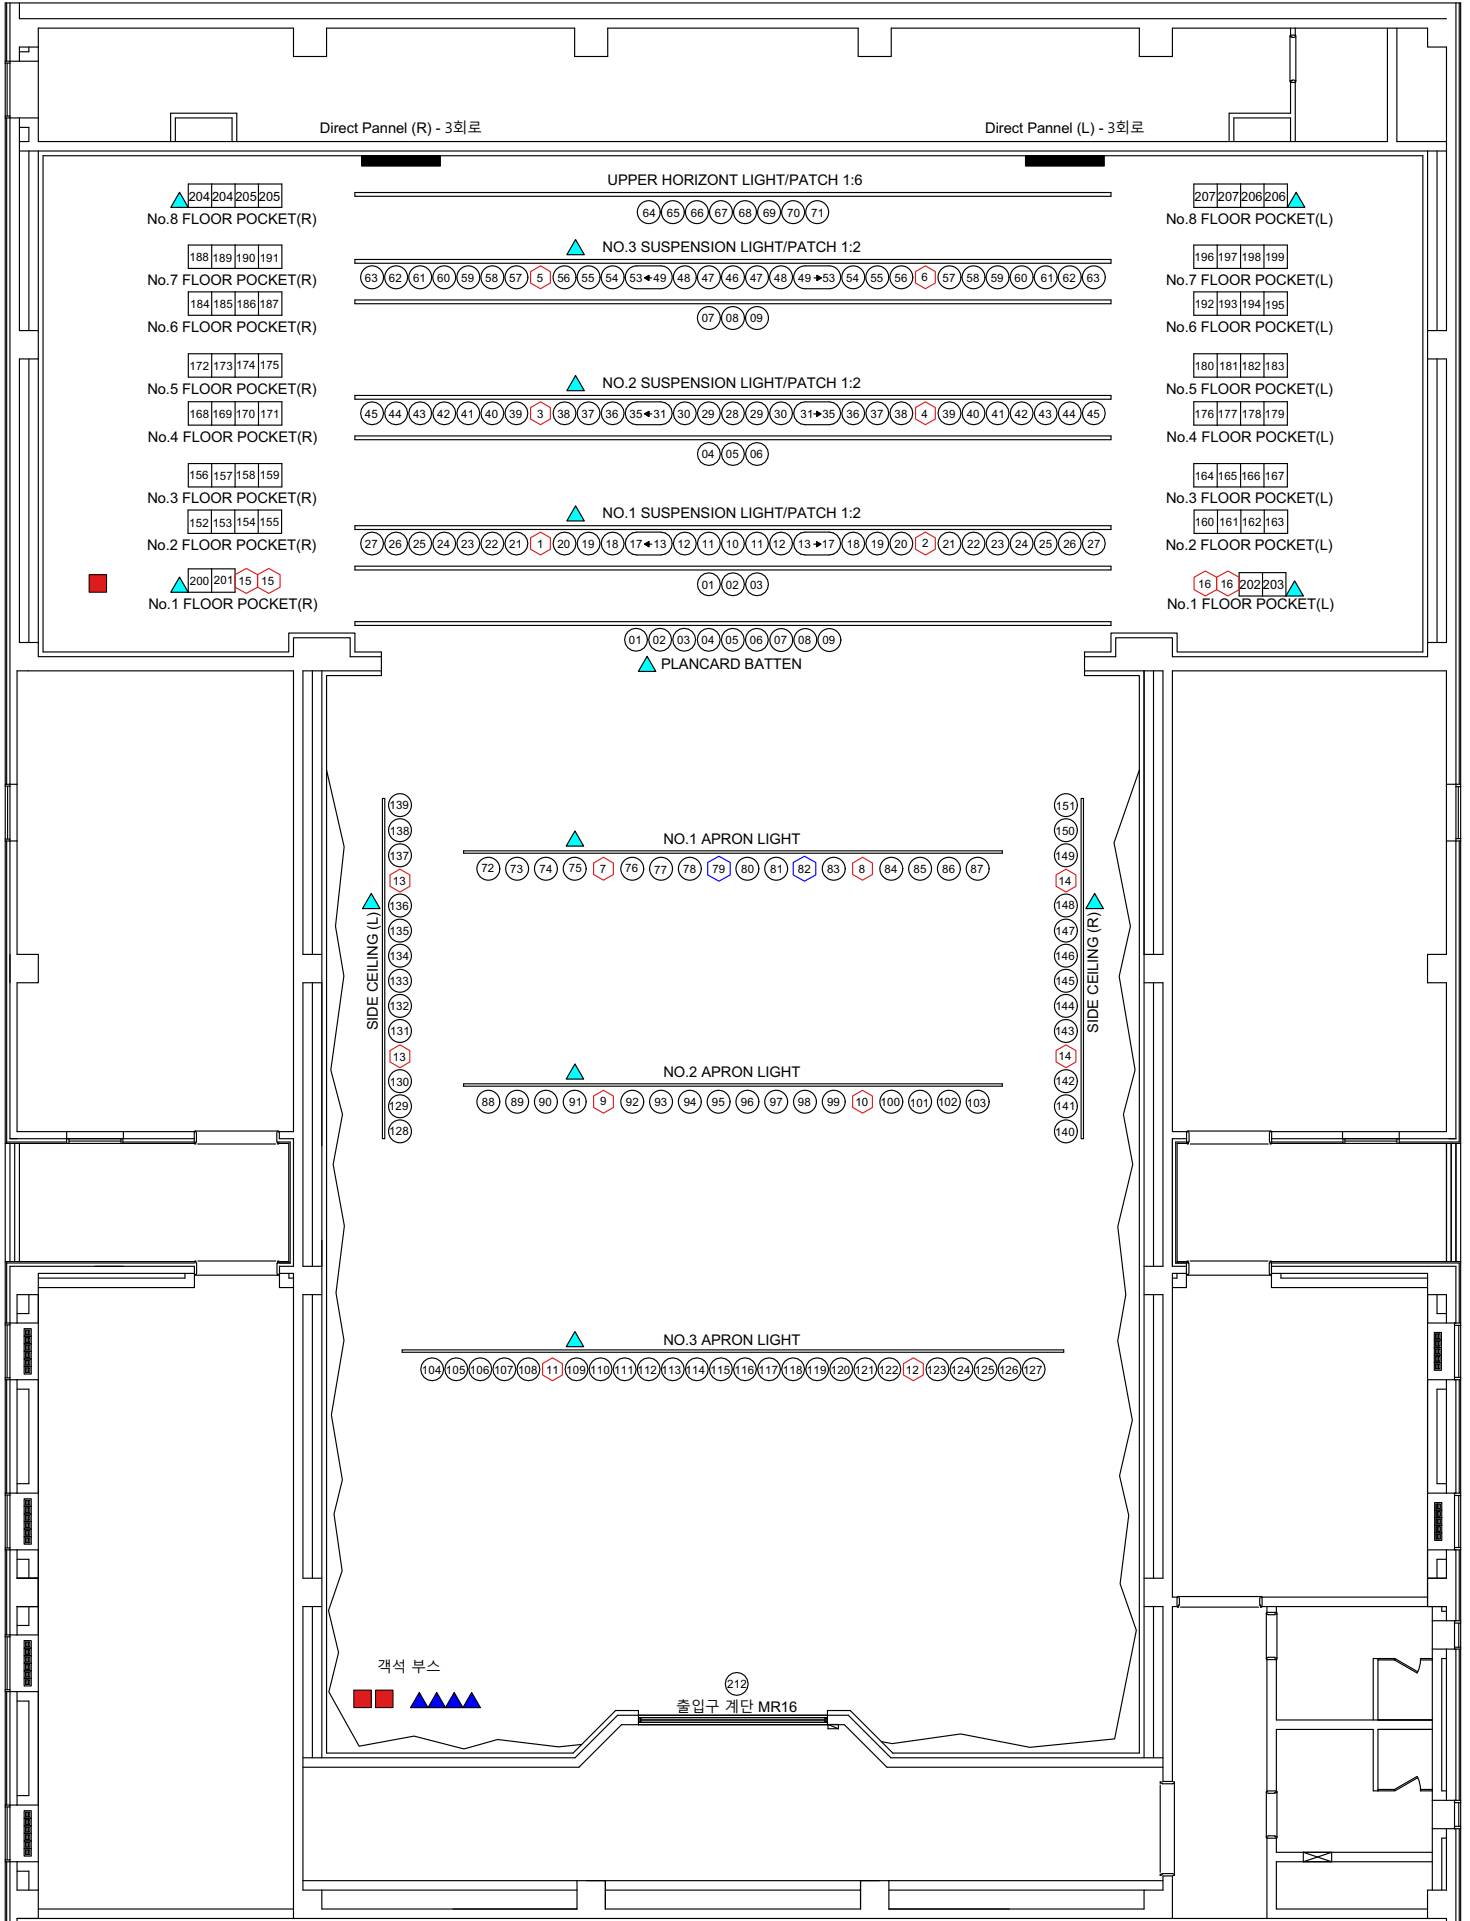 Direct Pannel (R) - 3회로
Direct Pannel (L) - 3회로
UPPER HORIZONT LIGHT/PATCH 1:6
64 65 66 67 68 69 70 71
204 204 205 205
No.8 FLOOR POCKET(R)
207 207 206 206
No.8 FLOOR POCKET(L)
NO.3 SUSPENSION LIGHT/PATCH 1:2
63 62 61 60 59 58 57 5 56 55 54 53 49 48 47 46 47 48 49 53 54 55 56 6 57 58 59 60 61 62 63
188 189 190 191
No.7 FLOOR POCKET(R)
196 197 198 199
No.7 FLOOR POCKET(L)
07 08 09
184 185 186 187
No.6 FLOOR POCKET(R)
192 193 194 195
No.6 FLOOR POCKET(L)
172 173 174 175
No.5 FLOOR POCKET(R)
180 181 182 183
No.5 FLOOR POCKET(L)
NO.2 SUSPENSION LIGHT/PATCH 1:2
45 44 43 42 41 40 39 3 38 37 36 35 31 30 29 28 29 30 31 35 36 37 38 4 39 40 41 42 43 44 45
168 169 170 171
No.4 FLOOR POCKET(R)
176 177 178 179
No.4 FLOOR POCKET(L)
04 05 06
156 157 158 159
No.3 FLOOR POCKET(R)
164 165 166 167
No.3 FLOOR POCKET(L)
NO.1 SUSPENSION LIGHT/PATCH 1:2
27 26 25 24 23 22 21 1 20 19 18 17 13 12 11 10 11 12 13 17 18 19 20 2 21 22 23 24 25 26 27
152 153 154 155
No.2 FLOOR POCKET(R)
160 161 162 163
No.2 FLOOR POCKET(L)
01 02 03
200 201 15 15
No.1 FLOOR POCKET(R)
16 16 202 203
No.1 FLOOR POCKET(L)
01 02 03 04 05 06 07 08 09
PLANCARD BATTEN
139
138
137
13
136
135
134
133
132
131
13
130
129
128
SIDE CEILING (L)
NO.1 APRON LIGHT
72 73 74 75 7 76 77 78 79 80 81 82 83 8 84 85 86 87
151
150
149
14
148
147
146
145
144
143
14
142
141
140
SIDE CEILING (R)
NO.2 APRON LIGHT
88 89 90 91 9 92 93 94 95 96 97 98 99 10 100 101 102 103
NO.3 APRON LIGHT
104 105 106 107 108 11 109 110 111 112 113 114 115 116 117 118 119 120 121 122 12 123 124 125 126 127
객석 부스
212
출입구 계단 MR16